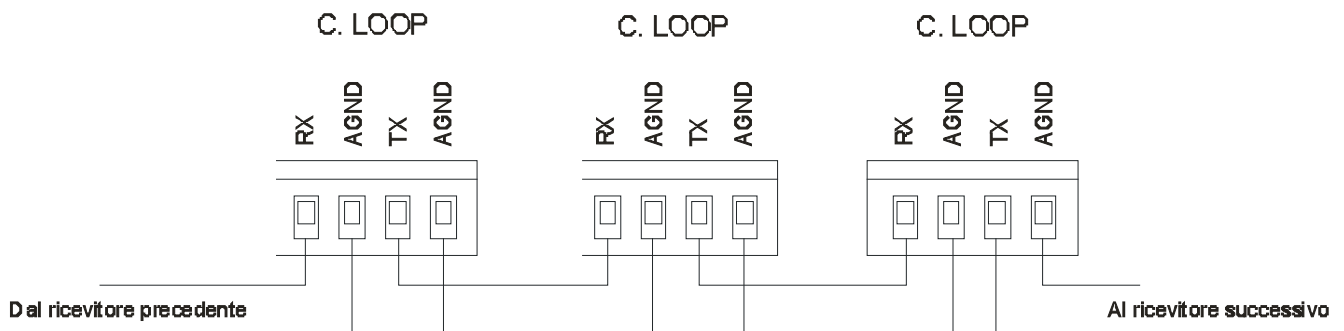 C. LOOP C. LOOP C. LOOP
RX AGND TX AGND RX AGND TX AGND RX AGND TX AGND
Dal ricevitore precedente Al ricevitore successivo